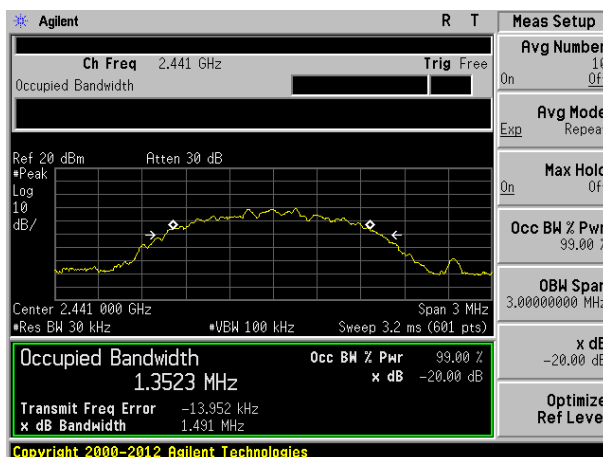 Agilent R T
Meas Setup
Ch Freq 2.441 GHz Trig Free
Occupied Bandwidth
Avg Number
10
On Off
Avg Mode
Exp Repeat
Max Hold
On Off
Occ BW % Pwr
99.00 %
OBW Span
3.00000000 MHz
x dB
-20.00 dB
Optimize
Ref Level
Ref 20 dBm Atten 30 dB
#Peak
Log
10
dB/
Center 2.441 000 GHz Span 3 MHz
#Res BW 30 kHz #VBW 100 kHz Sweep 3.2 ms (601 pts)
Occupied Bandwidth Occ BW % Pwr 99.00 %
1.3523 MHz x dB -20.00 dB
Transmit Freq Error -13.952 kHz
x dB Bandwidth 1.491 MHz
Copyright 2000-2012 Agilent Technologies